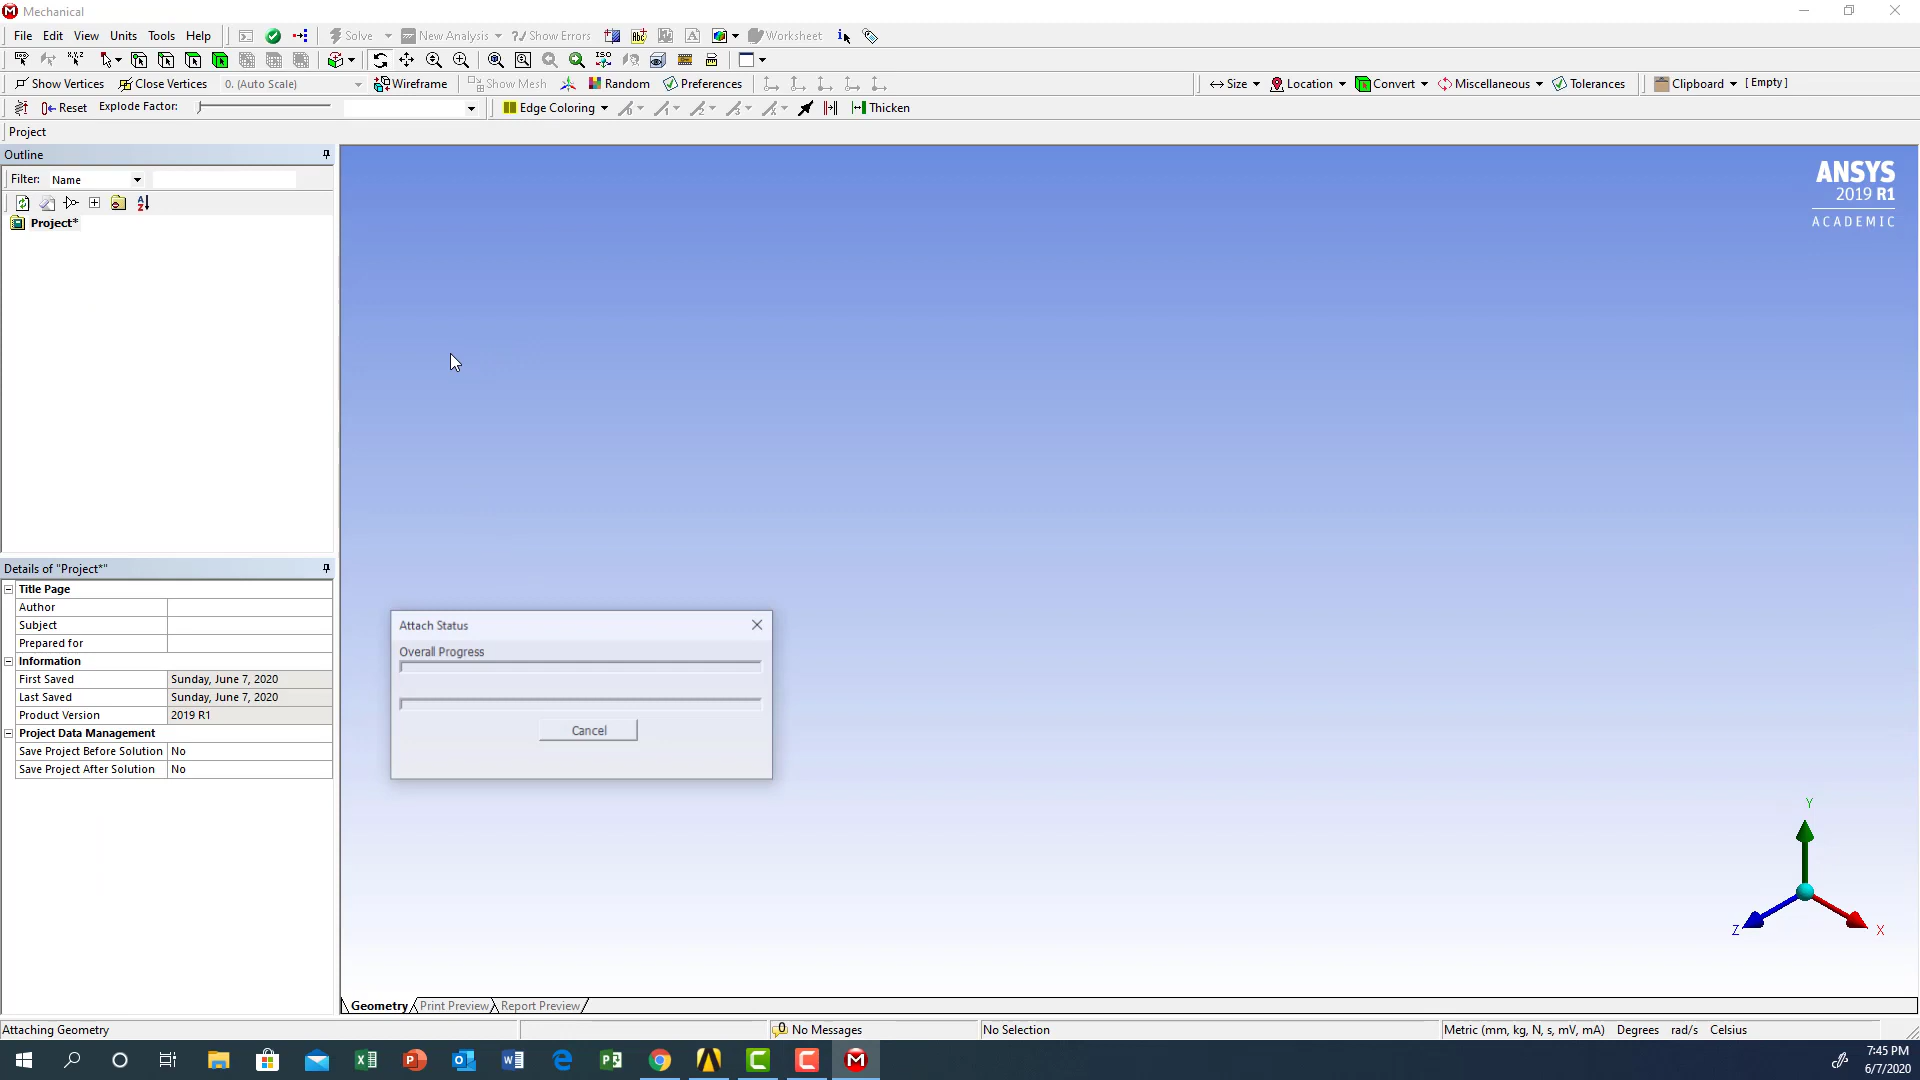 Mechanical
File Edit View Units Tools Help Solve New Analysis Show Errors Worksheet
Show Vertices Close Vertices 0. (Auto Scale) Wireframe Show Mesh Random Preferences Size Location Convert Miscellaneous Tolerances Clipboard [ Empty ]
Reset Explode Factor: Edge Coloring Thicken
Project
Outline
Filter: Name
Project*
ANSYS
2019 R1
ACADEMIC
Details of "Project*"
Title Page
Author
Subject
Prepared for
Information
First Saved Sunday, June 7, 2020
Last Saved Sunday, June 7, 2020
Product Version 2019 R1
Project Data Management
Save Project Before Solution No
Save Project After Solution No
Attach Status
Overall Progress
Cancel
Y
Z
X
Geometry Print Preview Report Preview
Attaching Geometry 0 No Messages No Selection Metric (mm, kg, N, s, mV, mA) Degrees rad/s Celsius
7:45 PM
6/7/2020